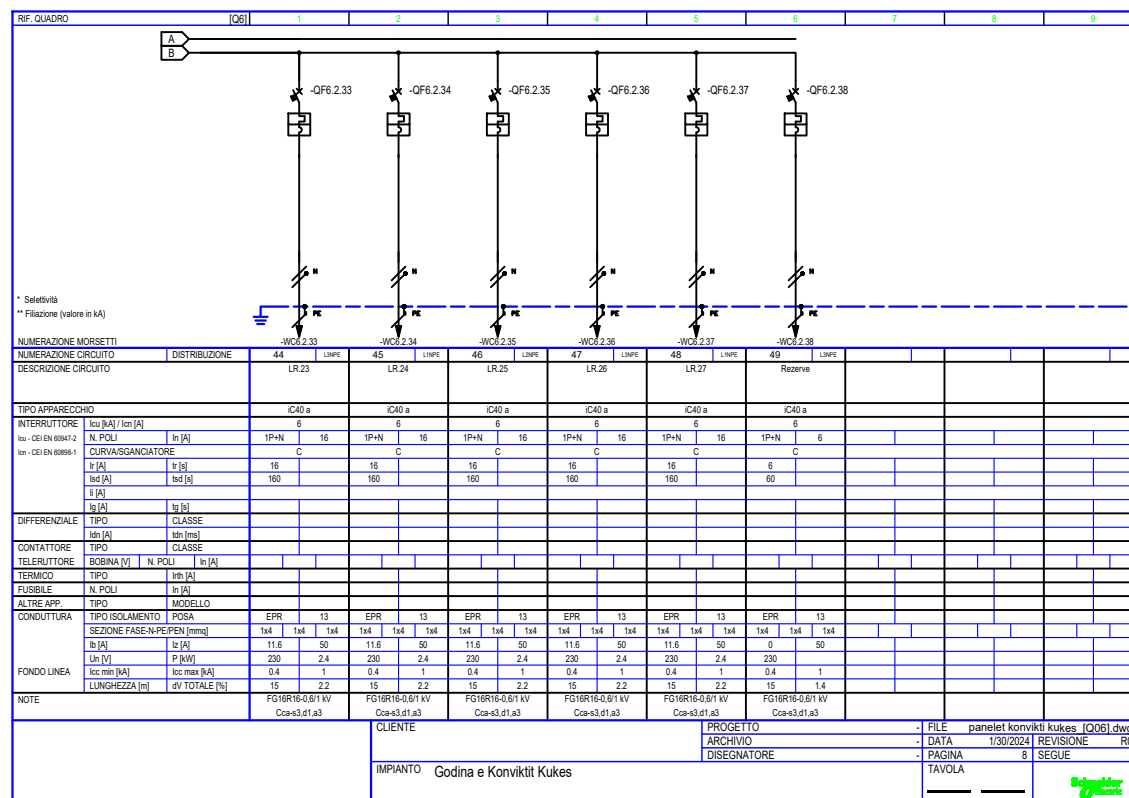 RIF. QUADRO [Q6] 1 2 3 4 5 6 7 8 9
A
B
-QF6.2.33 -QF6.2.34 -QF6.2.35 -QF6.2.36 -QF6.2.37 -QF6.2.38
N N N N N N
* Selettività
** Filiazione (valore in kA)
PE PE PE PE PE PE
NUMERAZIONE MORSETTI -WC6.2.33 -WC6.2.34 -WC6.2.35 -WC6.2.36 -WC6.2.37 -WC6.2.38
NUMERAZIONE CIRCUITO DISTRIBUZIONE 44 L3NPE 45 L1NPE 46 L2NPE 47 L3NPE 48 L1NPE 49 L3NPE
DESCRIZIONE CIRCUITO LR.23 LR.24 LR.25 LR.26 LR.27 Rezerve
TIPO APPARECCHIO iC40 a iC40 a iC40 a iC40 a iC40 a iC40 a
INTERRUTTORE Icu [kA] / Icn [A] 6 6 6 6 6 6
Icu - CEI EN 60947-2 N. POLI In [A] 1P+N 16 1P+N 16 1P+N 16 1P+N 16 1P+N 16 1P+N 6
Icn - CEI EN 60898-1 CURVA/SGANCIATORE C C C C C C
Ir [A] tr [s] 16 16 16 16 16 6
Isd [A] tsd [s] 160 160 160 160 160 60
Ii [A]
Ig [A] tg [s]
DIFFERENZIALE TIPO CLASSE
Idn [A] tdn [ms]
CONTATTORE TIPO CLASSE
TELERUTTORE BOBINA [V] N. POLI In [A]
TERMICO TIPO Irth [A]
FUSIBILE N. POLI In [A]
ALTRE APP. TIPO MODELLO
CONDUTTURA TIPO ISOLAMENTO POSA EPR 13 EPR 13 EPR 13 EPR 13 EPR 13 EPR 13
SEZIONE FASE-N-PE/PEN [mmq] 1x4 1x4 1x4 1x4 1x4 1x4 1x4 1x4 1x4 1x4 1x4 1x4 1x4 1x4 1x4 1x4 1x4 1x4
Ib [A] Iz [A] 11.6 50 11.6 50 11.6 50 11.6 50 11.6 50 0 50
Un [V] P [kW] 230 2.4 230 2.4 230 2.4 230 2.4 230 2.4 230
FONDO LINEA Icc min [kA] Icc max [kA] 0.4 1 0.4 1 0.4 1 0.4 1 0.4 1 0.4 1
LUNGHEZZA [m] dV TOTALE [%] 15 2.2 15 2.2 15 2.2 15 2.2 15 2.2 15 1.4
NOTE FG16R16-0,6/1 kV FG16R16-0,6/1 kV FG16R16-0,6/1 kV FG16R16-0,6/1 kV FG16R16-0,6/1 kV FG16R16-0,6/1 kV
Cca-s3,d1,a3 Cca-s3,d1,a3 Cca-s3,d1,a3 Cca-s3,d1,a3 Cca-s3,d1,a3 Cca-s3,d1,a3
CLIENTE PROGETTO - FILE panelet konvikti kukes_[Q06].dwg
ARCHIVIO - DATA 1/30/2024 REVISIONE
DISEGNATORE - PAGINA 8 SEGUE
IMPIANTO Godina e Konviktit Kukes TAVOLA
Schneider
Electric